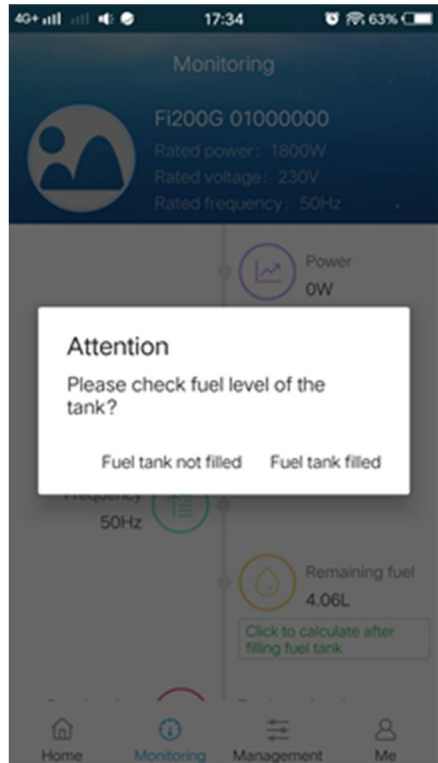 4G+ 17:34 63%
Monitoring
Fi200G 01000000
Rated power: 1800W
Rated voltage: 230V
Rated frequency: 50Hz
Power
0W
Attention
Please check fuel level of the
tank?
Fuel tank not filled Fuel tank filled
Frequency
50Hz
Remaining fuel
4.06L
Click to calculate after
filling fuel tank
Home Monitoring Management Me